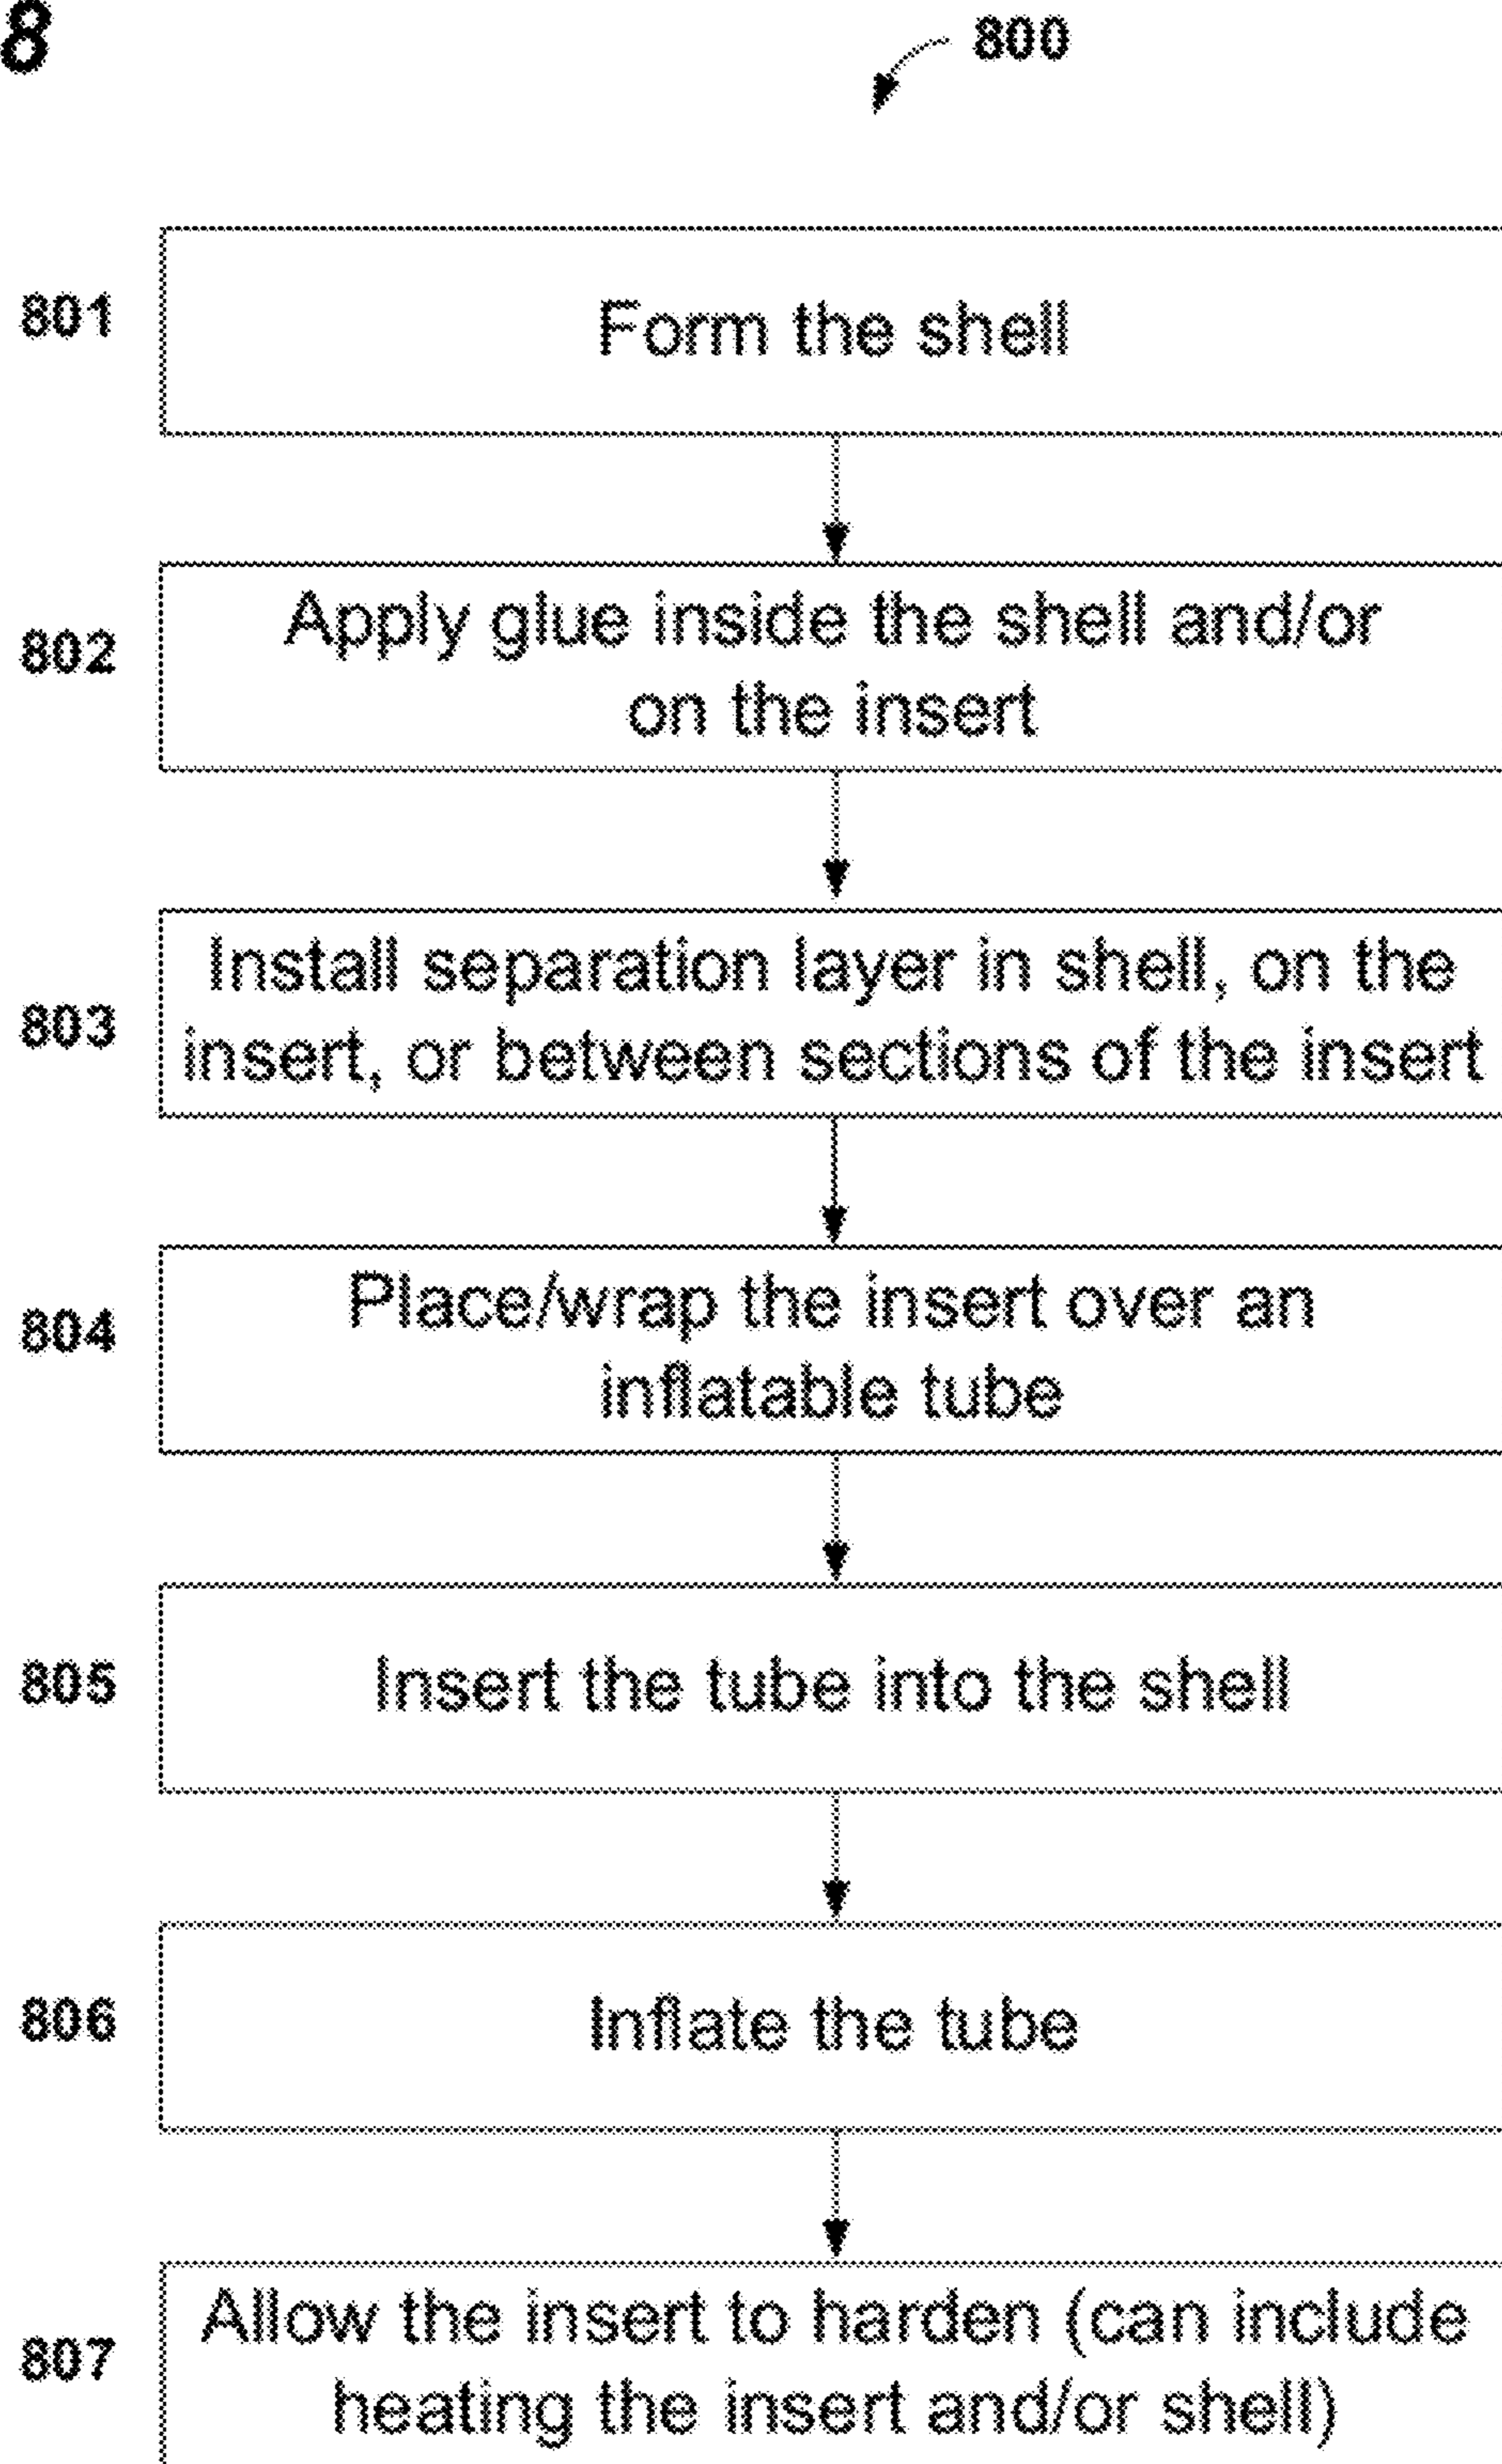 8
800
801
Form the shell
802
Apply glue inside the shell and/or
on the insert
803
Install separation layer in shell, on the
insert, or between sections of the insert
804
Place/wrap the insert over an
inflatable tube
805
Insert the tube into the shell
806
Inflate the tube
807
Allow the insert to harden (can include
heating the insert and/or shell)